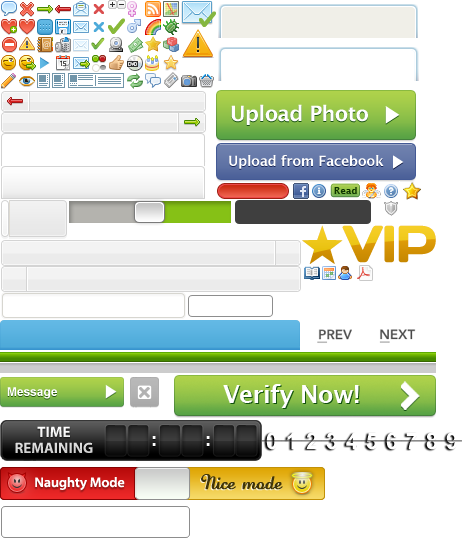 Upload Photo
Upload from Facebook
Read
VIP
PREV
NEXT
Message
Verify Now!
TIME
REMAINING
: :
0 1 2 3 4 5 6 7 8 9
Naughty Mode
Nice mode